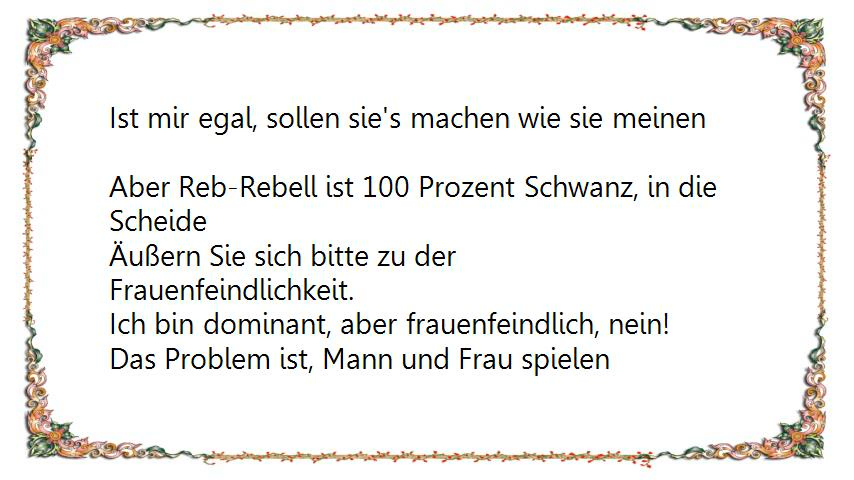 Ist mir egal, sollen sie's machen wie sie meinen
Aber Reb-Rebell ist 100 Prozent Schwanz, in die
Scheide
Äußern Sie sich bitte zu der
Frauenfeindlichkeit.
Ich bin dominant, aber frauenfeindlich, nein!
Das Problem ist, Mann und Frau spielen